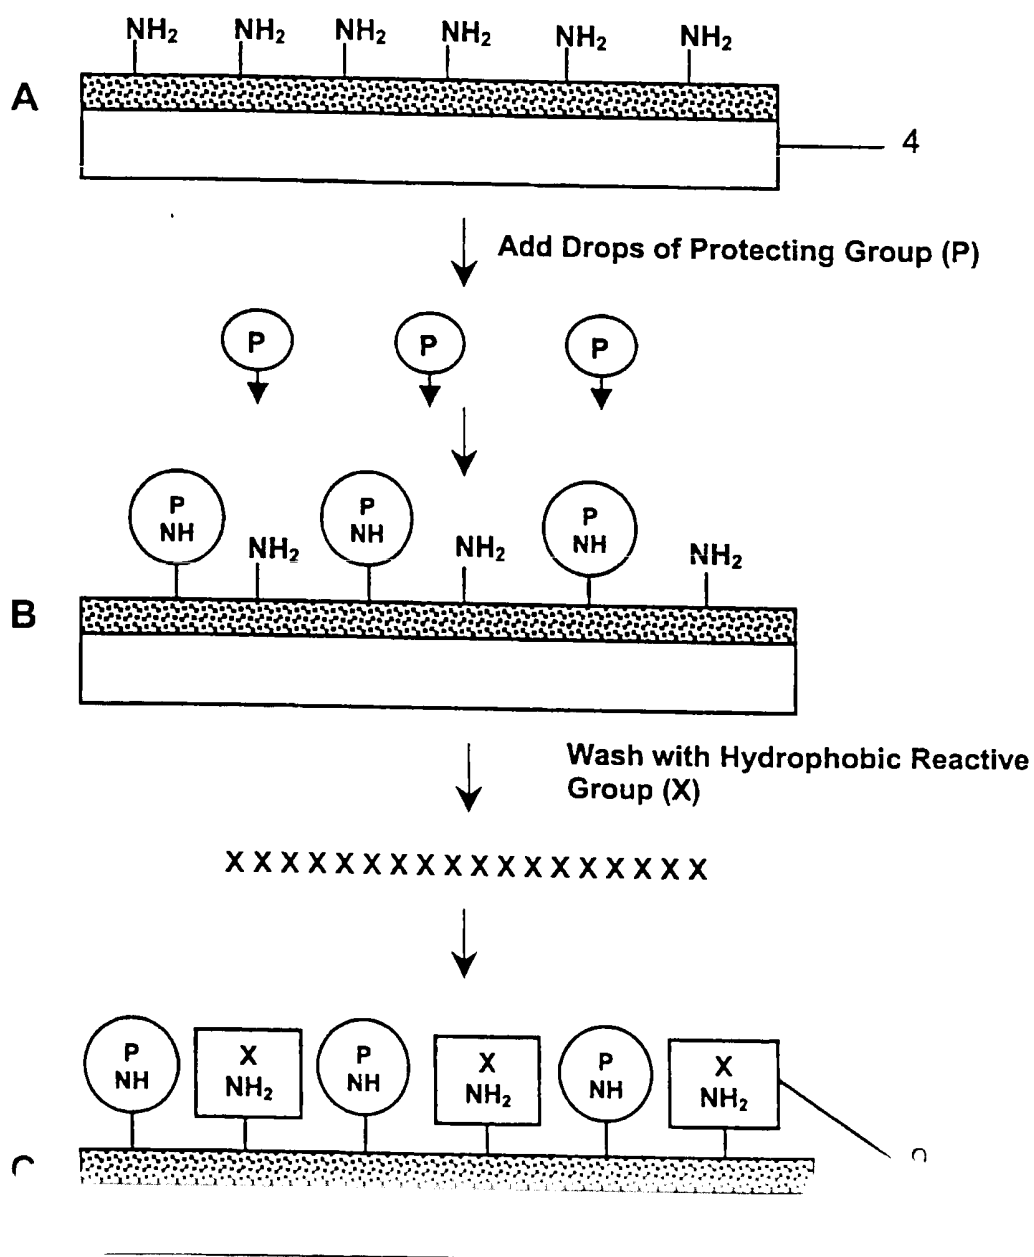 NH₂ NH₂ NH₂ NH₂ NH₂ NH₂
A
4
Add Drops of Protecting Group (P)
P P P
P P P
NH NH₂ NH NH₂ NH NH₂
B
Wash with Hydrophobic Reactive
Group (X)
X X X X X X X X X X X X X X X X X X
P X P X P X
NH NH₂ NH NH₂ NH NH₂